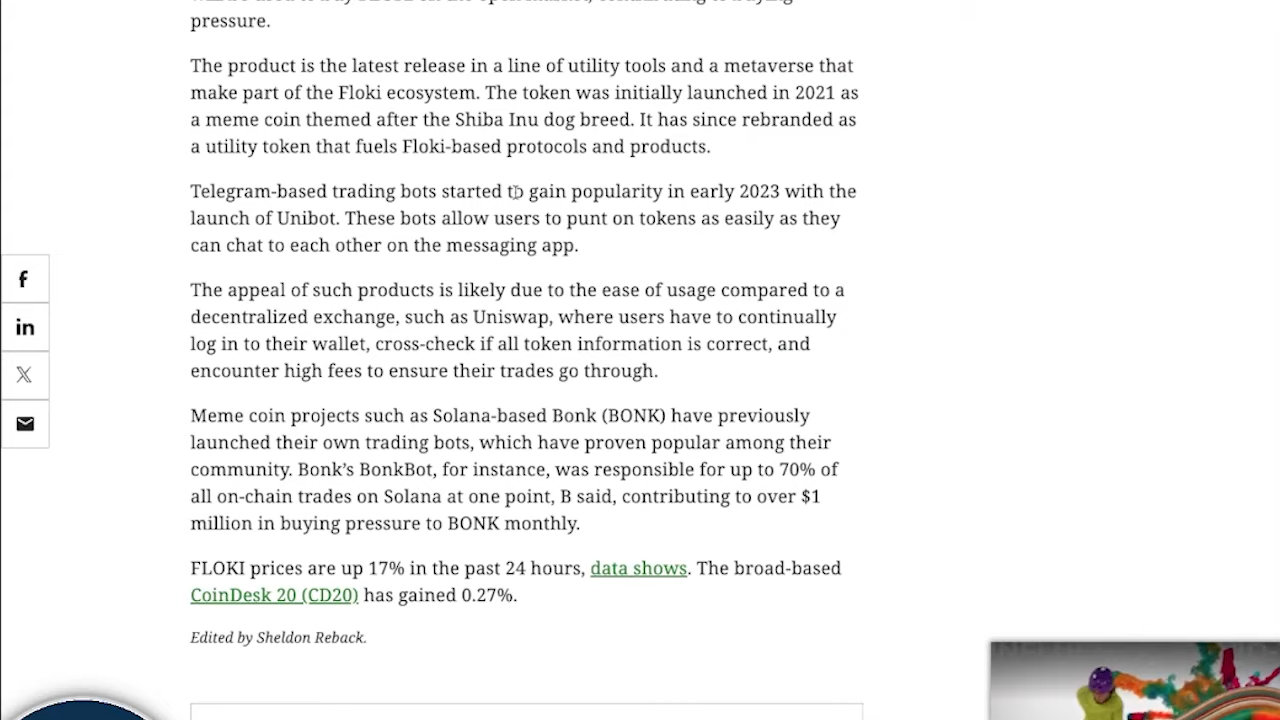 pressure.
The product is the latest release in a line of utility tools and a metaverse that
make part of the Floki ecosystem. The token was initially launched in 2021 as
a meme coin themed after the Shiba Inu dog breed. It has since rebranded as
a utility token that fuels Floki-based protocols and products.
Telegram-based trading bots started to gain popularity in early 2023 with the
launch of Unibot. These bots allow users to punt on tokens as easily as they
can chat to each other on the messaging app.
The appeal of such products is likely due to the ease of usage compared to a
decentralized exchange, such as Uniswap, where users have to continually
log in to their wallet, cross-check if all token information is correct, and
encounter high fees to ensure their trades go through.
Meme coin projects such as Solana-based Bonk (BONK) have previously
launched their own trading bots, which have proven popular among their
community. Bonk’s BonkBot, for instance, was responsible for up to 70% of
all on-chain trades on Solana at one point, B said, contributing to over $1
million in buying pressure to BONK monthly.
FLOKI prices are up 17% in the past 24 hours, data shows. The broad-based
CoinDesk 20 (CD20) has gained 0.27%.
Edited by Sheldon Reback.